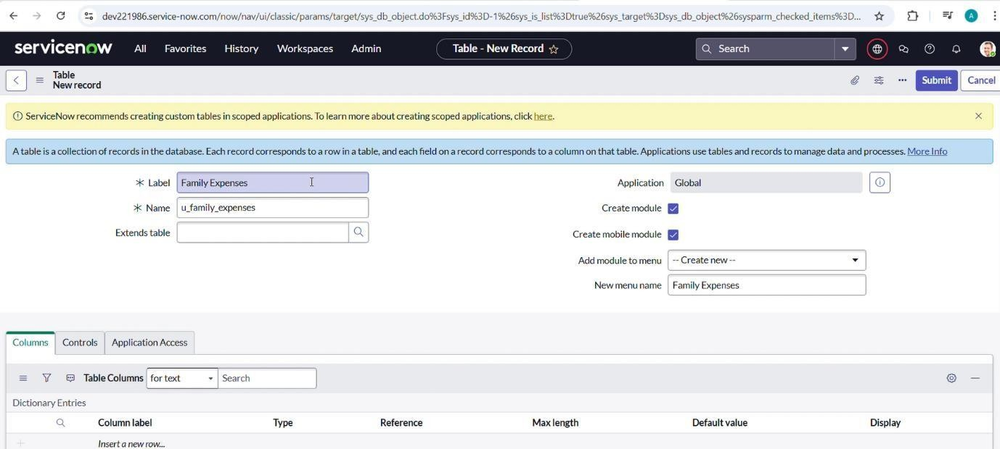 dev221986.service-now.com/now/nav/ui/classic/params/target/sys_db_object.do%3Fsys_id%3D-1%26sys_is_list%3Dtrue%26sys_target%3Dsys_db_object%26sysparm_checked_items%3D...
A
servicenow All Favorites History Workspaces Admin Table - New Record Search
Table
New record
Submit Cancel
ServiceNow recommends creating custom tables in scoped applications. To learn more about creating scoped applications, click here.
A table is a collection of records in the database. Each record corresponds to a row in a table, and each field on a record corresponds to a column on that table. Applications use tables and records to manage data and processes. More Info
Label Family Expenses
Application Global
Name u_family_expenses
Create module
Extends table
Create mobile module
Add module to menu -- Create new --
New menu name Family Expenses
Columns Controls Application Access
Table Columns for text Search
Dictionary Entries
Column label Type Reference Max length Default value Display
Insert a new row...